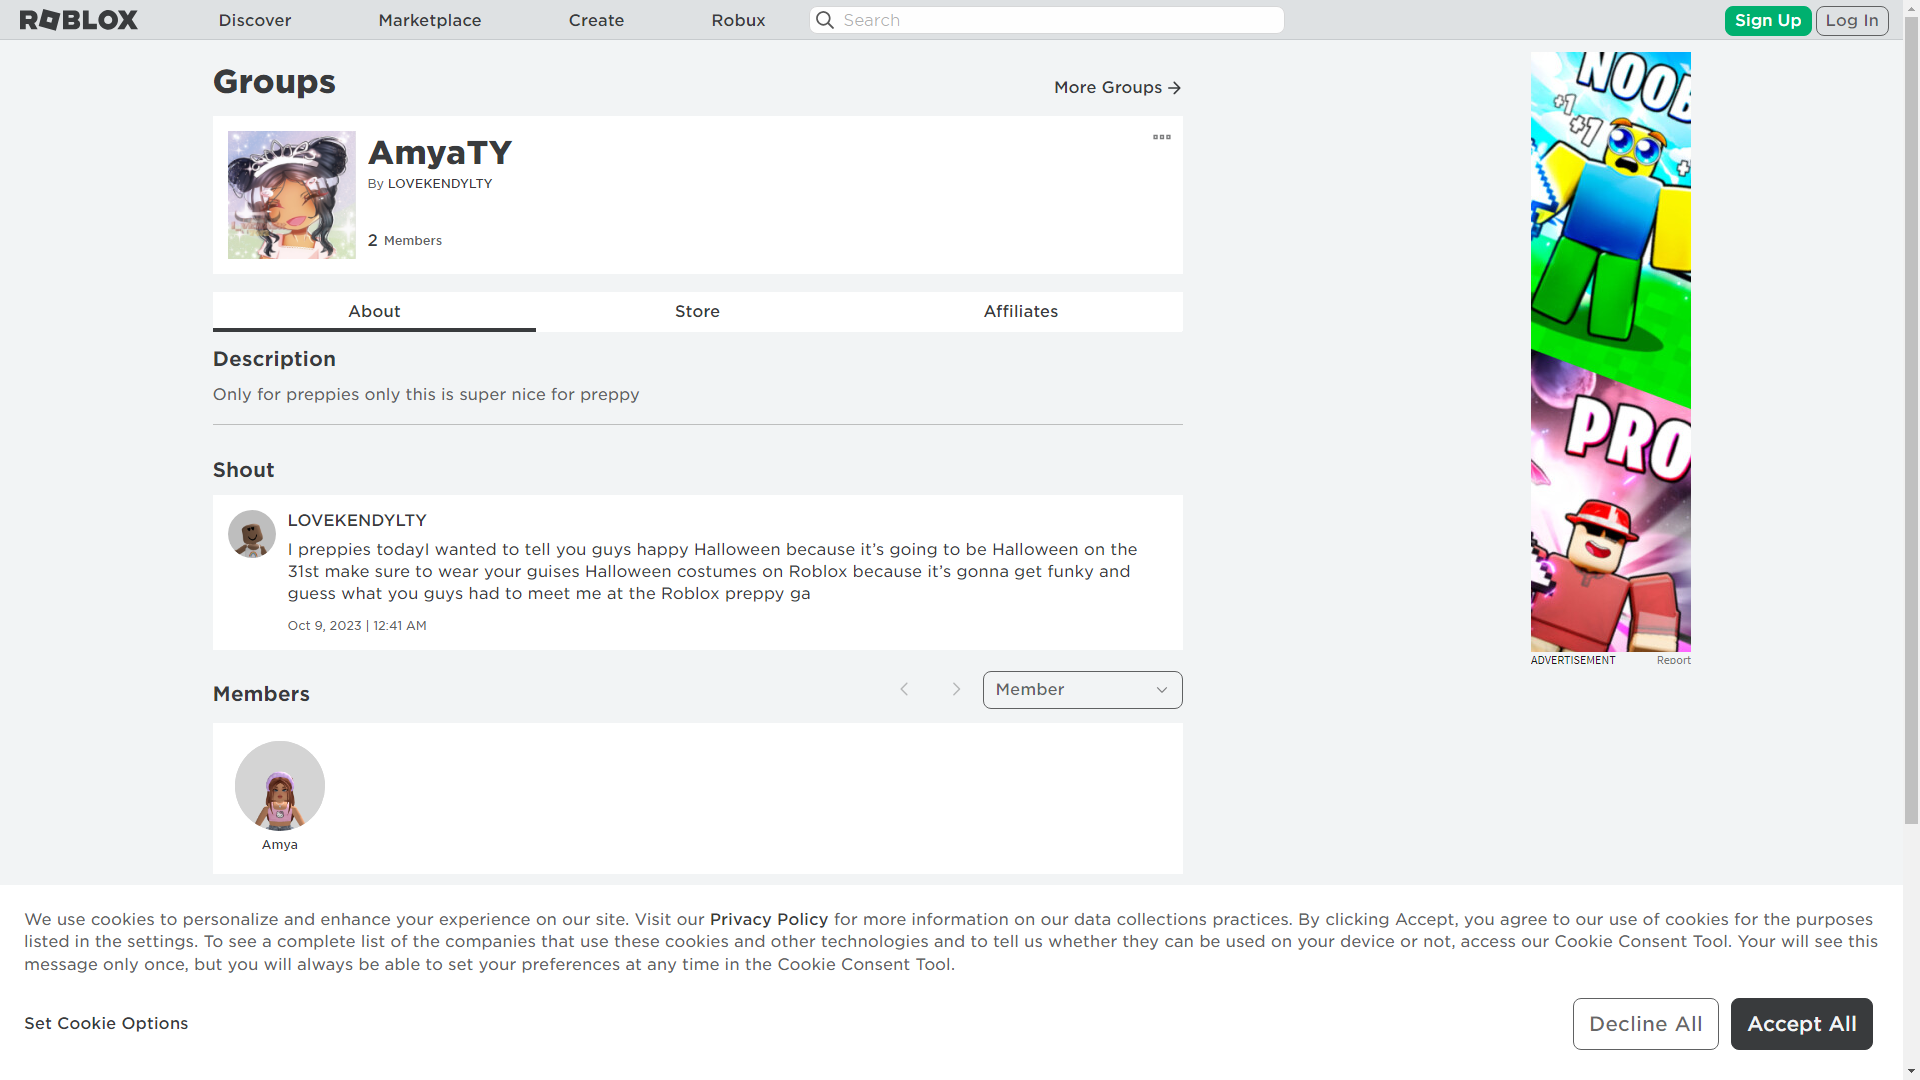 ROBLOX
Discover
Marketplace
Create
Robux
Search
Sign Up
Log In
Groups
More Groups
AmyaTY
By LOVEKENDYLTY
2 Members
About
Store
Affiliates
Description
Only for preppies only this is super nice for preppy
Shout
LOVEKENDYLTY
I preppies todayI wanted to tell you guys happy Halloween because it’s going to be Halloween on the
31st make sure to wear your guises Halloween costumes on Roblox because it’s gonna get funky and
guess what you guys had to meet me at the Roblox preppy ga
Oct 9, 2023 | 12:41 AM
Members
Member
Amya
NOOB
+1
+1
PRO
ADVERTISEMENT
Report
We use cookies to personalize and enhance your experience on our site. Visit our Privacy Policy for more information on our data collections practices. By clicking Accept, you agree to our use of cookies for the purposes
listed in the settings. To see a complete list of the companies that use these cookies and other technologies and to tell us whether they can be used on your device or not, access our Cookie Consent Tool. Your will see this
message only once, but you will always be able to set your preferences at any time in the Cookie Consent Tool.
Set Cookie Options
Decline All
Accept All